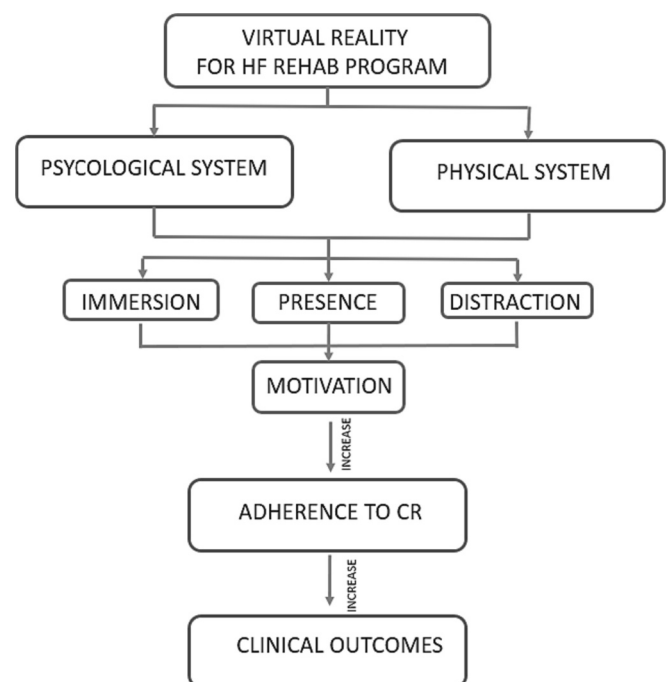 VIRTUAL REALITY
FOR HF REHAB PROGRAM
PSYCOLOGICAL SYSTEM
PHYSICAL SYSTEM
IMMERSION
PRESENCE
DISTRACTION
MOTIVATION
INCREASE
ADHERENCE TO CR
INCREASE
CLINICAL OUTCOMES